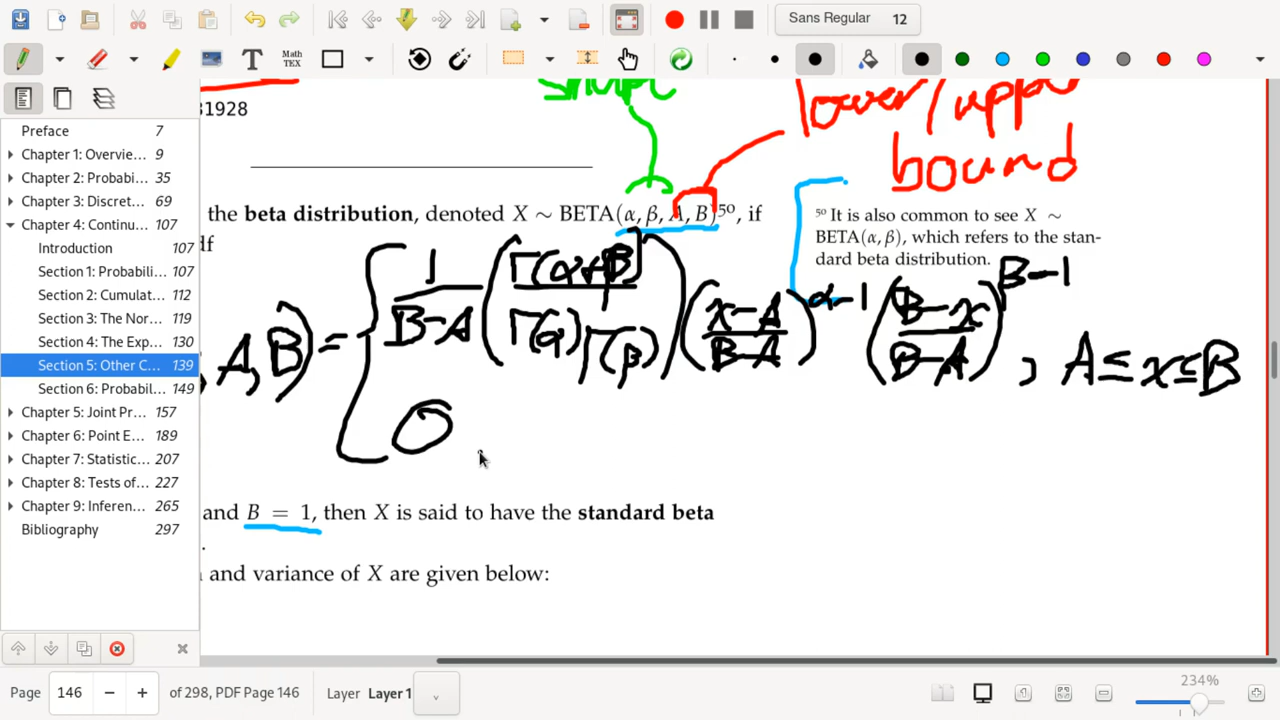 Sans Regular 12
T Math TEX
Preface 7
Chapter 1: Overvie... 9
Chapter 2: Probabi... 35
Chapter 3: Discret... 69
Chapter 4: Continu... 107
Introduction 107
Section 1: Probabili... 107
Section 2: Cumulat... 112
Section 3: The Nor... 119
Section 4: The Exp... 130
Section 5: Other C... 139
Section 6: Probabil... 149
Chapter 5: Joint Pr... 157
Chapter 6: Point E... 189
Chapter 7: Statistic... 207
Chapter 8: Tests of... 227
Chapter 9: Inferen... 265
Bibliography 297
31928
shape
lower/upper
bound
the beta distribution, denoted X ∼ BETA(α, β, A, B)⁵⁰, if
df
⁵⁰ It is also common to see X ∼
BETA(α, β), which refers to the stan-
dard beta distribution.
, A, B) = { 1/(B-A) (Γ(α+β)/(Γ(α)Γ(β))) ((x-A)/(B-A))^(α-1) ((B-x)/(B-A))^(β-1) , A≤x≤B
0
and B = 1, then X is said to have the standard beta
.
and variance of X are given below:
Page 146 of 298, PDF Page 146 Layer Layer 1 234%